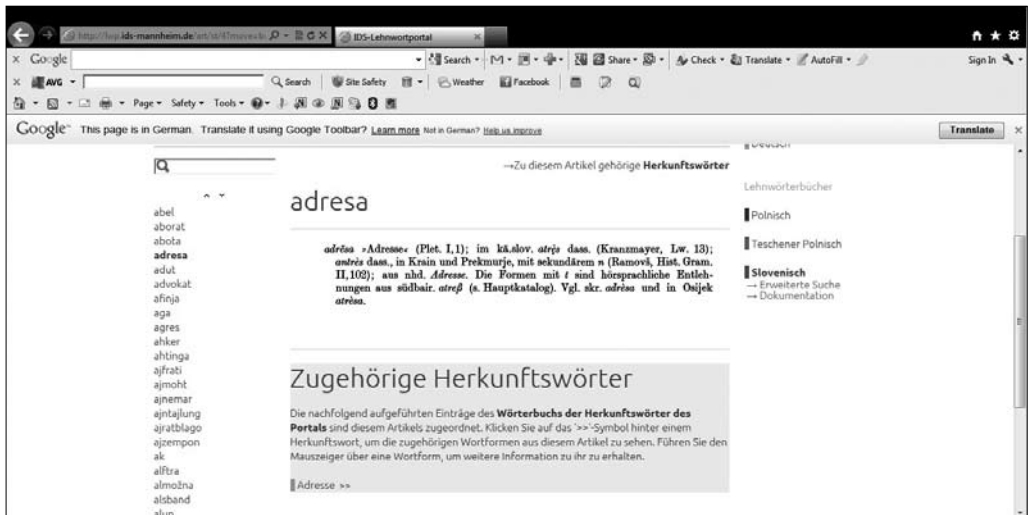 IDS-Lehnwortportal
x Google Search Share Check Translate AutoFill Sign In
x AVG Search Site Safety Weather Facebook
Page Safety Tools
Google This page is in German. Translate it using Google Toolbar? Learn more Not in German? Help us improve Translate x
Deutsch
→Zu diesem Artikel gehörige Herkunftswörter
Lehnwörterbücher
Polnisch
Teschener Polnisch
Slovenisch
→ Erweiterte Suche
→ Dokumentation
abel
aborat
abota
adresa
adut
advokat
afinja
aga
agres
ahker
ahtinga
ajfrati
ajmoht
ajnemar
ajntajlung
ajratblago
ajzempon
ak
alftra
almožna
alsband
alun
adresa
adrêsa »Adresse« (Plet. I,1); im kä.slov. atrẹ̀s dass. (Kranzmayer, Lw. 13);
antrẹ̀s dass., in Krain und Prekmurje, mit sekundärem n (Ramovš, Hist. Gram.
II,102); aus nhd. Adresse. Die Formen mit t sind hörsprachliche Entleh-
nungen aus südbair. atreß (s. Hauptkatalog). Vgl. skr. adrèsa und in Osijek
atrèsa.
Zugehörige Herkunftswörter
Die nachfolgend aufgeführten Einträge des Wörterbuchs der Herkunftswörter des
Portals sind diesem Artikels zugeordnet. Klicken Sie auf das '>>'-Symbol hinter einem
Herkunftswort, um die zugehörigen Wortformen aus diesem Artikel zu sehen. Führen Sie den
Mauszeiger über eine Wortform, um weitere Information zu ihr zu erhalten.
Adresse >>